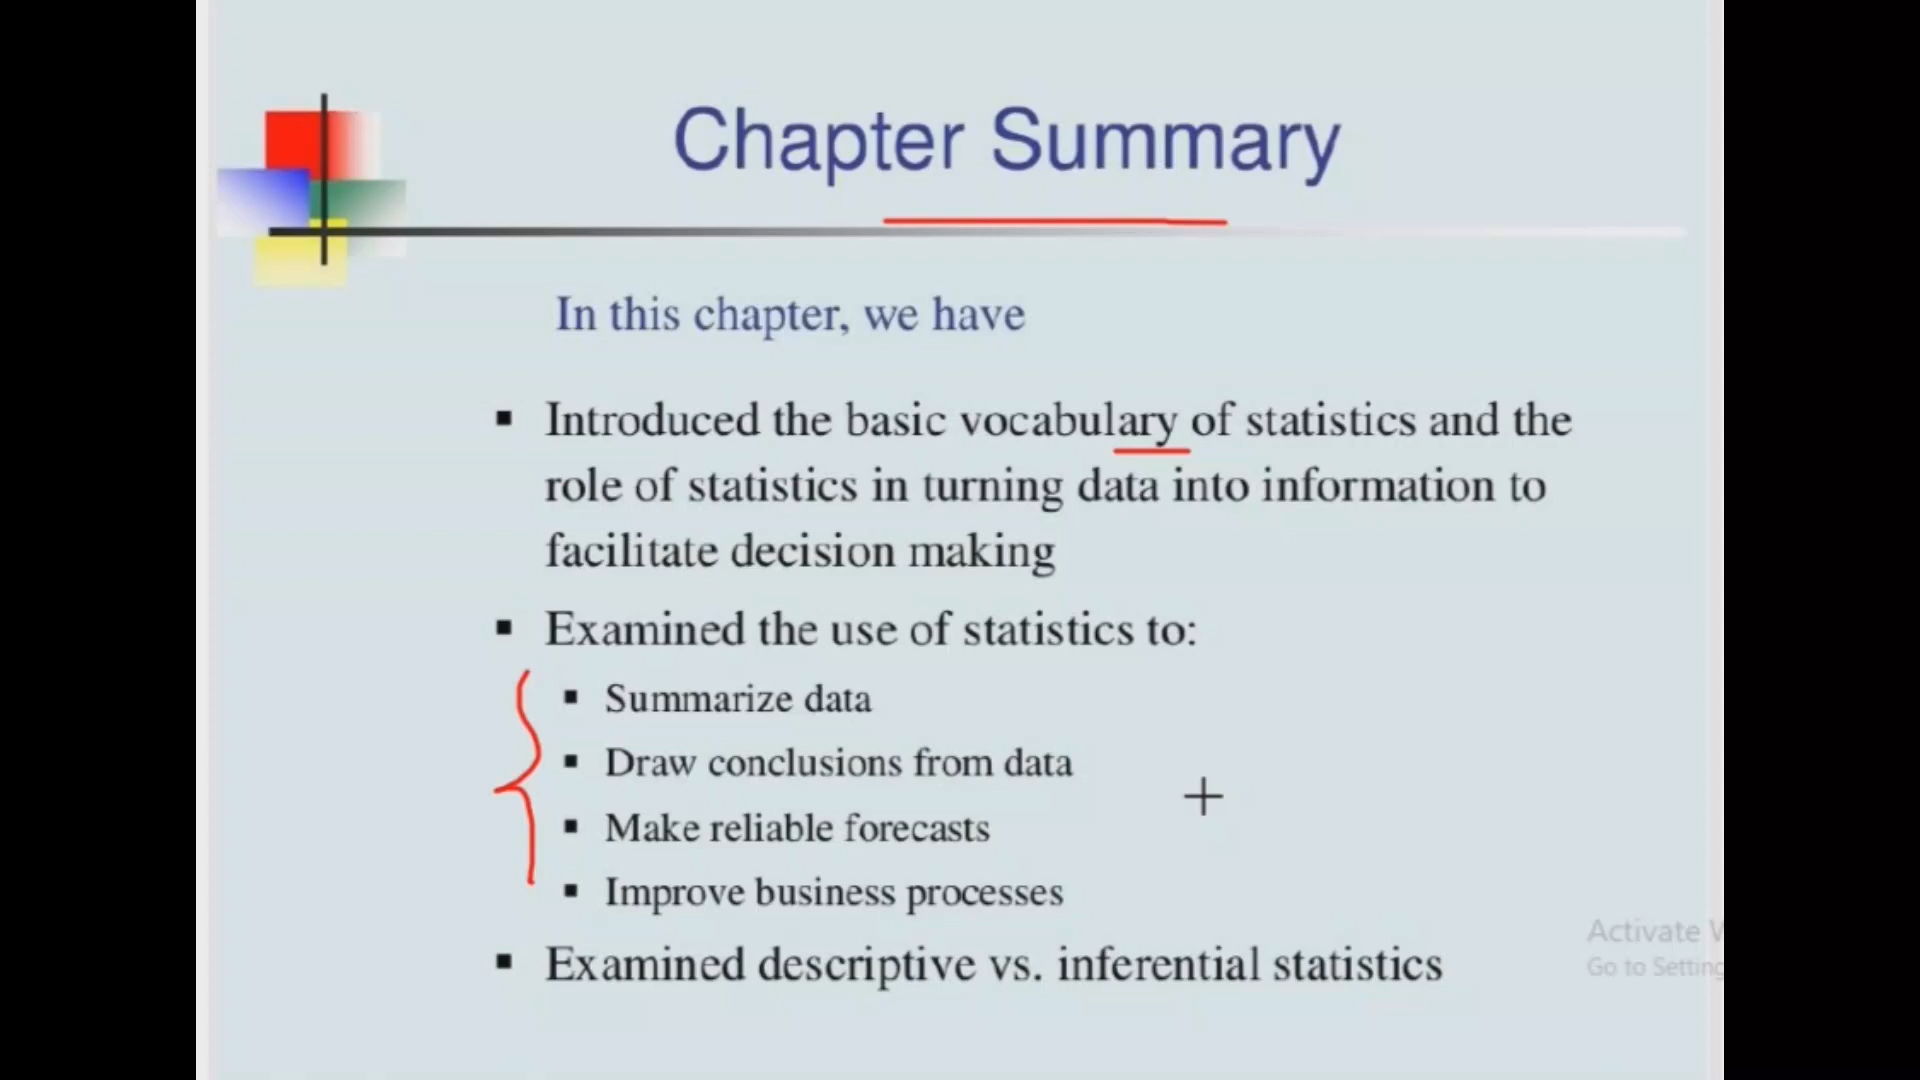 Chapter Summary
In this chapter, we have
▪ Introduced the basic vocabulary of statistics and the
role of statistics in turning data into information to
facilitate decision making
▪ Examined the use of statistics to:
▪ Summarize data
▪ Draw conclusions from data
▪ Make reliable forecasts
▪ Improve business processes
▪ Examined descriptive vs. inferential statistics
Activate
Go to Setting